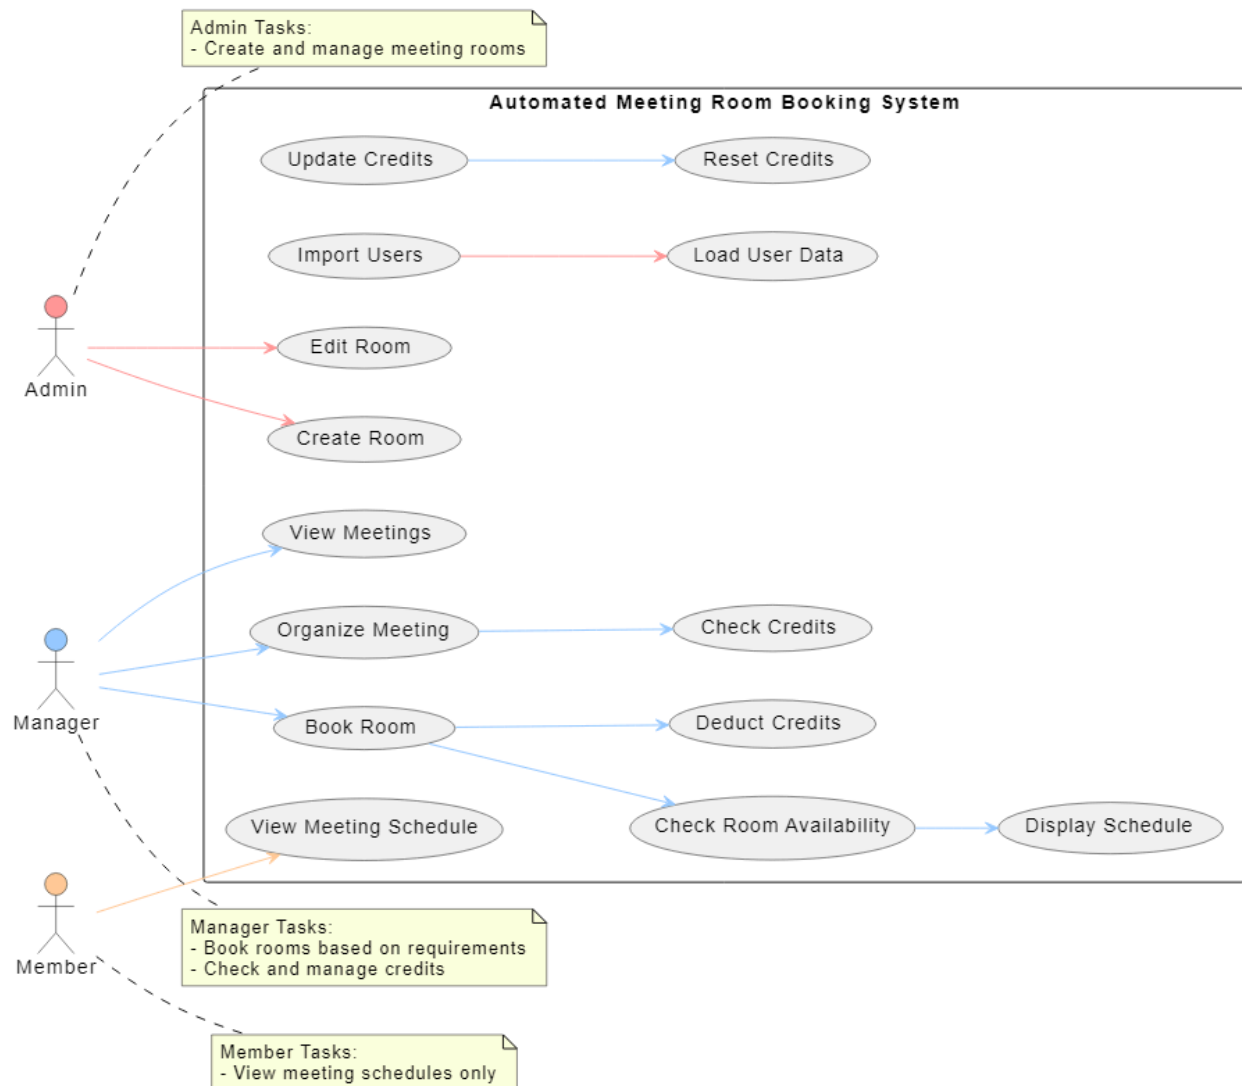 Admin Tasks:
- Create and manage meeting rooms
Automated Meeting Room Booking System
Update Credits
Reset Credits
Import Users
Load User Data
Edit Room
Admin
Create Room
View Meetings
Organize Meeting
Check Credits
Manager
Book Room
Deduct Credits
View Meeting Schedule
Check Room Availability
Display Schedule
Manager Tasks:
- Book rooms based on requirements
- Check and manage credits
Member
Member Tasks:
- View meeting schedules only